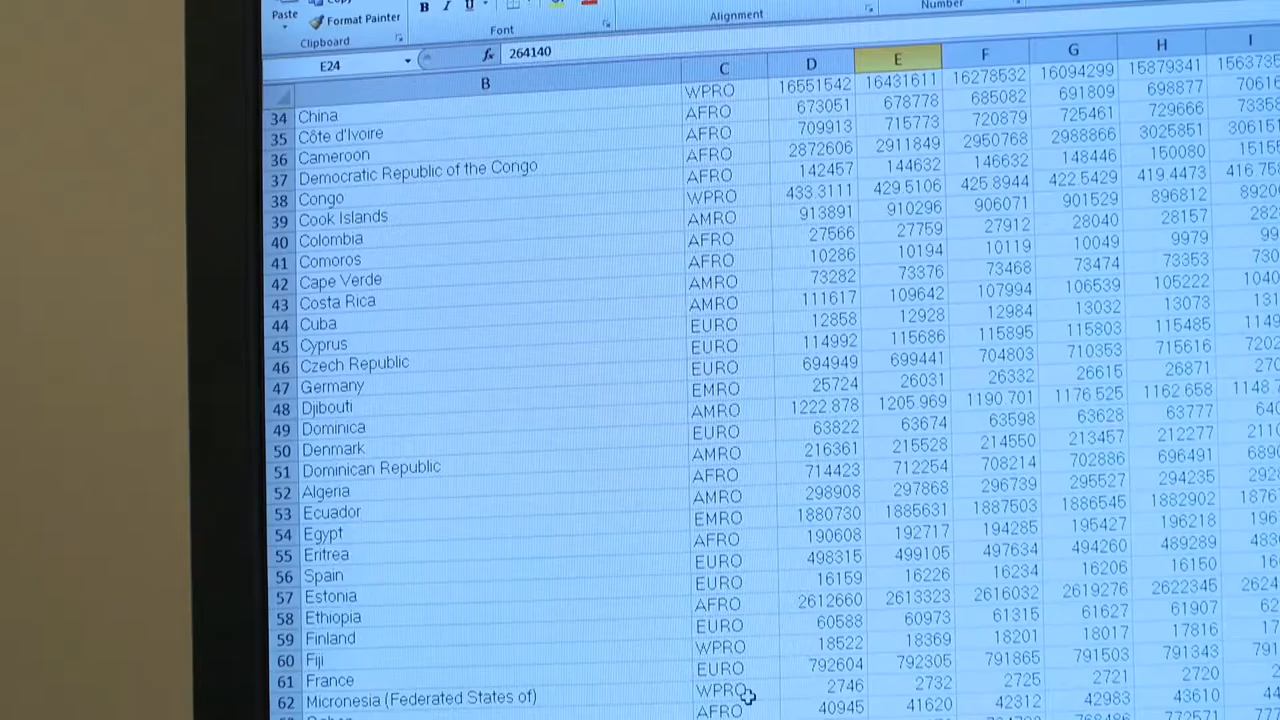 Paste
Format Painter
B I U
Clipboard
Font
Alignment
Number
E24 fx 264140
B C D E F G H I
34 China WPRO 16551542 16431611 16278532 16094299 15879341
35 Côte d'Ivoire AFRO 673051 678778 685082 691809 698877
36 Cameroon AFRO 709913 715773 720879 725461 729666
37 Democratic Republic of the Congo AFRO 2872606 2911849 2950768 2988866 3025851
38 Congo AFRO 142457 144632 146632 148446 150080
39 Cook Islands WPRO 433.3111 429.5106 425.8944 422.5429 419.4473
40 Colombia AMRO 913891 910296 906071 901529 896812
41 Comoros AFRO 27566 27759 27912 28040 28157
42 Cape Verde AFRO 10286 10194 10119 10049 9979
43 Costa Rica AMRO 73282 73376 73468 73474 73353
44 Cuba AMRO 111617 109642 107994 106539 105222
45 Cyprus EURO 12858 12928 12984 13032 13073
46 Czech Republic EURO 114992 115686 115895 115803 115485
47 Germany EURO 694949 699441 704803 710353 715616
48 Djibouti EMRO 25724 26031 26332 26615 26871
49 Dominica AMRO 1222.878 1205.969 1190.701 1176.525 1162.658
50 Denmark EURO 63822 63674 63598 63628 63777
51 Dominican Republic AMRO 216361 215528 214550 213457 212277
52 Algeria AFRO 714423 712254 708214 702886 696491
53 Ecuador AMRO 298908 297868 296739 295527 294235
54 Egypt EMRO 1880730 1885631 1887503 1886545 1882902
55 Eritrea AFRO 190608 192717 194285 195427 196218
56 Spain EURO 498315 499105 497634 494260 489289
57 Estonia EURO 16159 16226 16234 16206 16150
58 Ethiopia AFRO 2612660 2613323 2616032 2619276 2622345
59 Finland EURO 60588 60973 61315 61627 61907
60 Fiji WPRO 18522 18369 18201 18017 17816
61 France EURO 792604 792305 791865 791503 791343
62 Micronesia (Federated States of) WPRO 2746 2732 2725 2721 2720
AFRO 40945 41620 42312 42983 43610